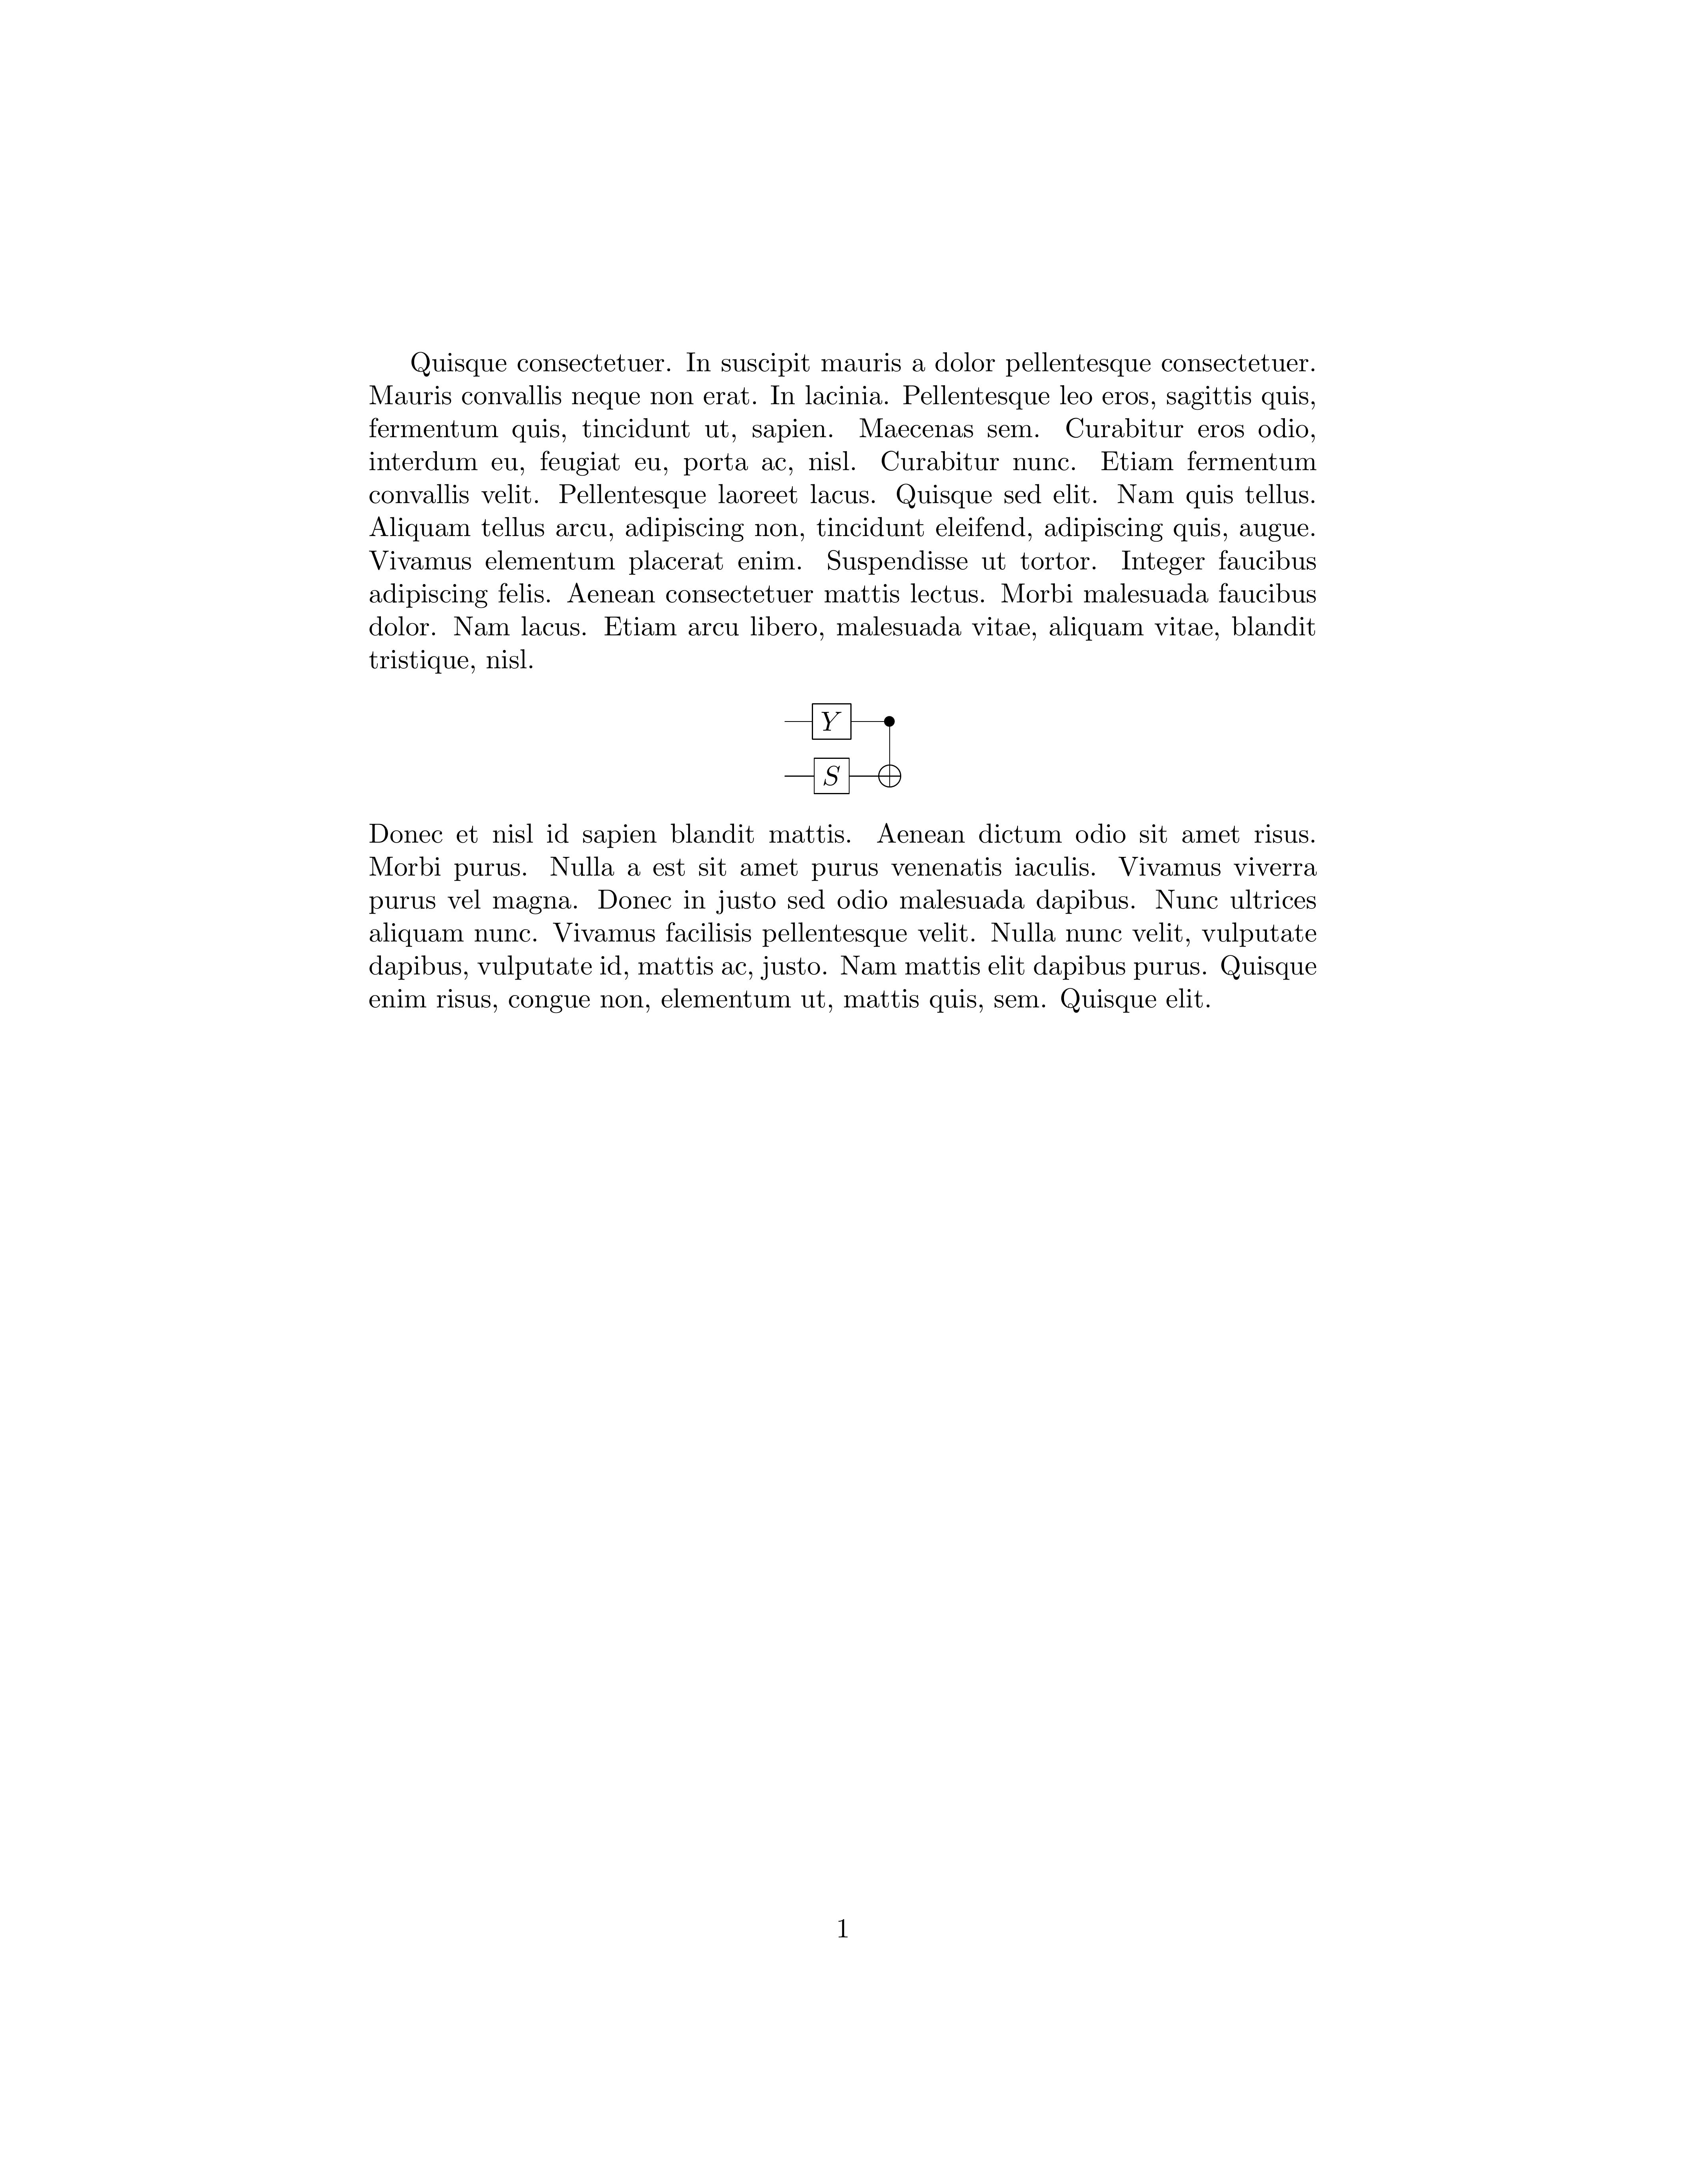 Quisque consectetuer. In suscipit mauris a dolor pellentesque consectetuer.
Mauris convallis neque non erat. In lacinia. Pellentesque leo eros, sagittis quis,
fermentum quis, tincidunt ut, sapien. Maecenas sem. Curabitur eros odio,
interdum eu, feugiat eu, porta ac, nisl. Curabitur nunc. Etiam fermentum
convallis velit. Pellentesque laoreet lacus. Quisque sed elit. Nam quis tellus.
Aliquam tellus arcu, adipiscing non, tincidunt eleifend, adipiscing quis, augue.
Vivamus elementum placerat enim. Suspendisse ut tortor. Integer faucibus
adipiscing felis. Aenean consectetuer mattis lectus. Morbi malesuada faucibus
dolor. Nam lacus. Etiam arcu libero, malesuada vitae, aliquam vitae, blandit
tristique, nisl.
Y
S
Donec et nisl id sapien blandit mattis. Aenean dictum odio sit amet risus.
Morbi purus. Nulla a est sit amet purus venenatis iaculis. Vivamus viverra
purus vel magna. Donec in justo sed odio malesuada dapibus. Nunc ultrices
aliquam nunc. Vivamus facilisis pellentesque velit. Nulla nunc velit, vulputate
dapibus, vulputate id, mattis ac, justo. Nam mattis elit dapibus purus. Quisque
enim risus, congue non, elementum ut, mattis quis, sem. Quisque elit.
1